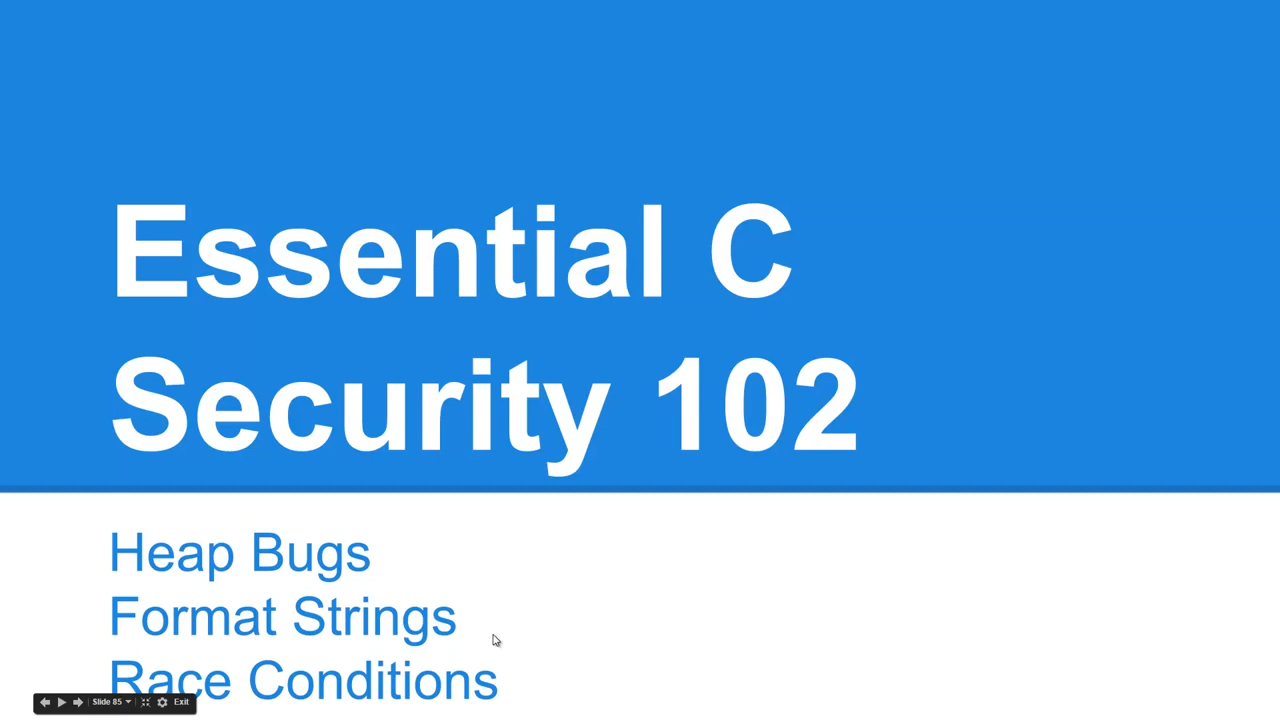 Essential C
Security 102
Heap Bugs
Format Strings
Race Conditions
Slide 85 Exit